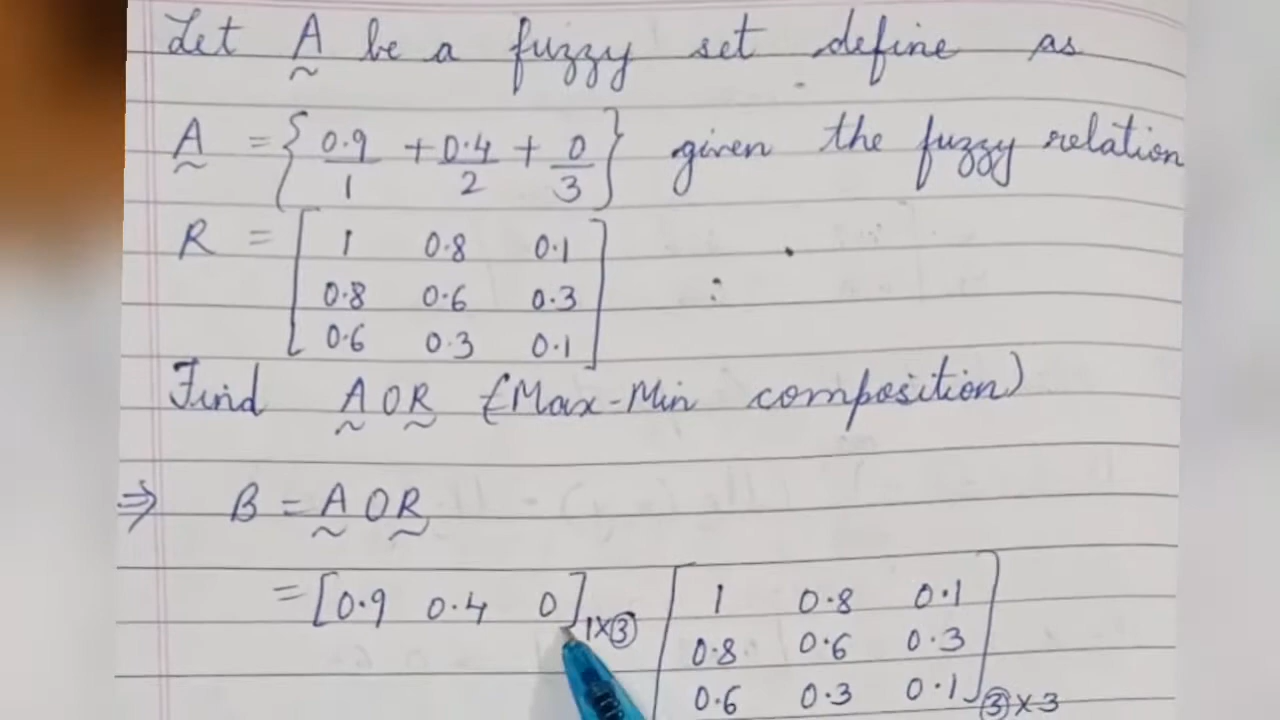 Let A be a fuzzy set define as
~
A = { 0.9/1 + 0.4/2 + 0/3 } given the fuzzy relation
~
R = [ 1 0.8 0.1
0.8 0.6 0.3
0.6 0.3 0.1 ]
Find A O R (Max-Min composition)
~ ~
⇒ B = A O R
~ ~
= [0.9 0.4 0]1×③ [ 1 0.8 0.1
0.8 0.6 0.3
0.6 0.3 0.1 ]③×3